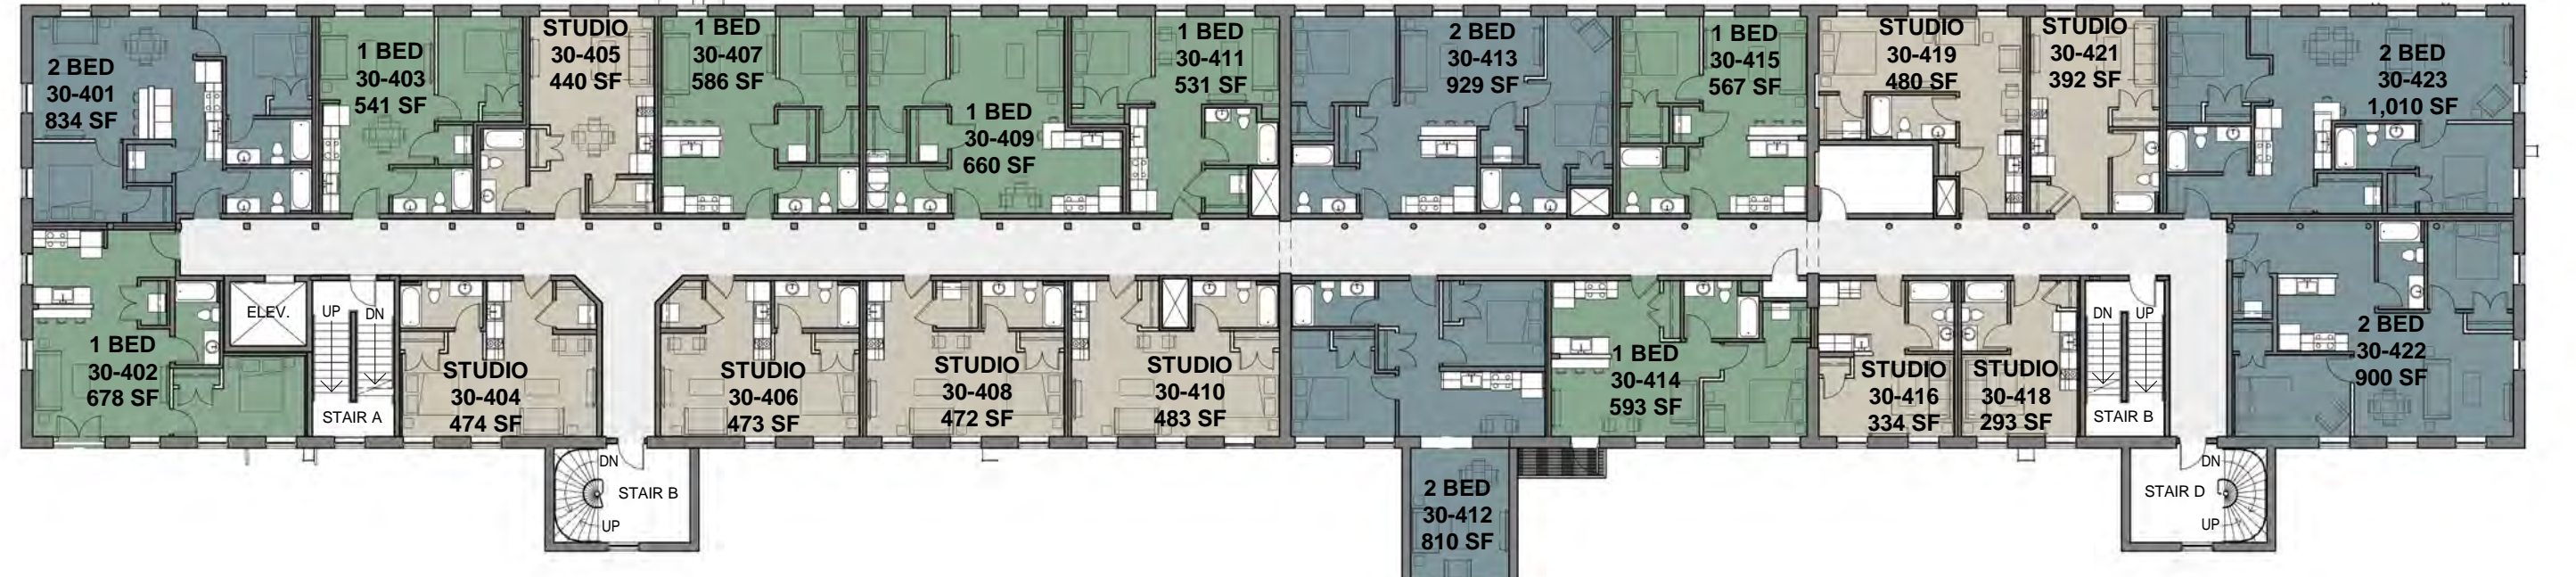 2 BED
30-401
834 SF
1 BED
30-403
541 SF
STUDIO
30-405
440 SF
1 BED
30-407
586 SF
1 BED
30-409
660 SF
1 BED
30-411
531 SF
2 BED
30-413
929 SF
1 BED
30-415
567 SF
STUDIO
30-419
480 SF
STUDIO
30-421
392 SF
2 BED
30-423
1,010 SF
1 BED
30-402
678 SF
ELEV.
UP
DN
STAIR A
STUDIO
30-404
474 SF
STUDIO
30-406
473 SF
STUDIO
30-408
472 SF
STUDIO
30-410
483 SF
1 BED
30-414
593 SF
STUDIO
30-416
334 SF
STUDIO
30-418
293 SF
DN
UP
STAIR B
2 BED
30-422
900 SF
DN
STAIR B
UP
2 BED
30-412
810 SF
DN
STAIR D
UP